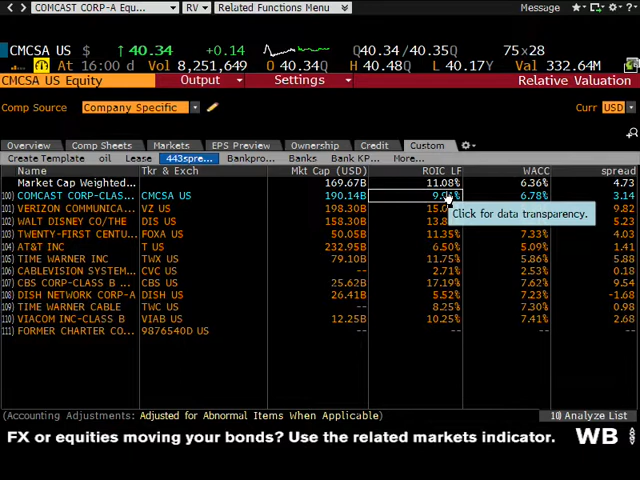 COMCAST CORP-A Equ... RV Related Functions Menu Message
CMCSA US $ 40.34 +0.14 Q40.34/40.35Q 75x28
At 16:00 d Vol 8,251,649 O 40.34Q H 40.48Q L 40.17Y Val 332.64M
CMCSA US Equity Output Settings Relative Valuation
Comp Source Company Specific Curr USD
Overview Comp Sheets Markets EPS Preview Ownership Credit Custom
Create Template oil Lease 443spre... Bankpro... Banks Bank KP... More...
Name Tkr & Exch Mkt Cap (USD) ROIC LF WACC spread
Market Cap Weighted... 169.67B 11.08% 6.36% 4.73
100) COMCAST CORP-CLAS... CMCSA US 190.14B 6.78% 3.14
101) VERIZON COMMUNICA... VZ US 198.30B
102) WALT DISNEY CO/THE DIS US 158.30B
103) TWENTY-FIRST CENTU... FOXA US 50.05B 11.35% 7.33% 4.03
104) AT&T INC T US 232.95B 6.50% 5.09% 1.41
105) TIME WARNER INC TWX US 79.10B 11.75% 5.86% 5.88
106) CABLEVISION SYSTEM... CVC US -- 2.71% 2.53% 0.18
107) CBS CORP-CLASS B CBS US 25.62B 17.19% 7.62% 9.54
108) DISH NETWORK CORP-A DISH US 26.41B 5.52% 7.23% -1.68
109) TIME WARNER CABLE TWC US -- 8.25% 7.30% 0.98
110) VIACOM INC-CLASS B VIAB US 12.25B 10.25% 7.41% 2.68
111) FORMER CHARTER CO... 9876540D US -- -- -- --
Click for data transparency.
(Accounting Adjustments: Adjusted for Abnormal Items When Applicable) 10) Analyze List
FX or equities moving your bonds? Use the related markets indicator. WB